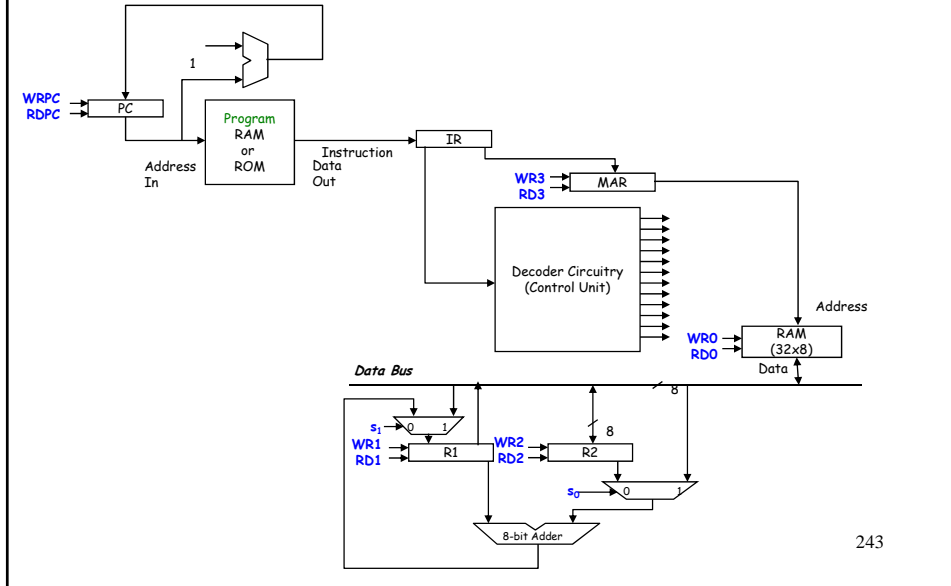 1
WRPC
RDPC
PC
Program
RAM
or
ROM
Address
In
Instruction
Data
Out
IR
WR3
RD3
MAR
Decoder Circuitry
(Control Unit)
Address
WR0
RD0
RAM
(32x8)
Data
Data Bus
8
s₁
0 1
WR1
RD1
R1
8
WR2
RD2
R2
s₀
0 1
8-bit Adder
243